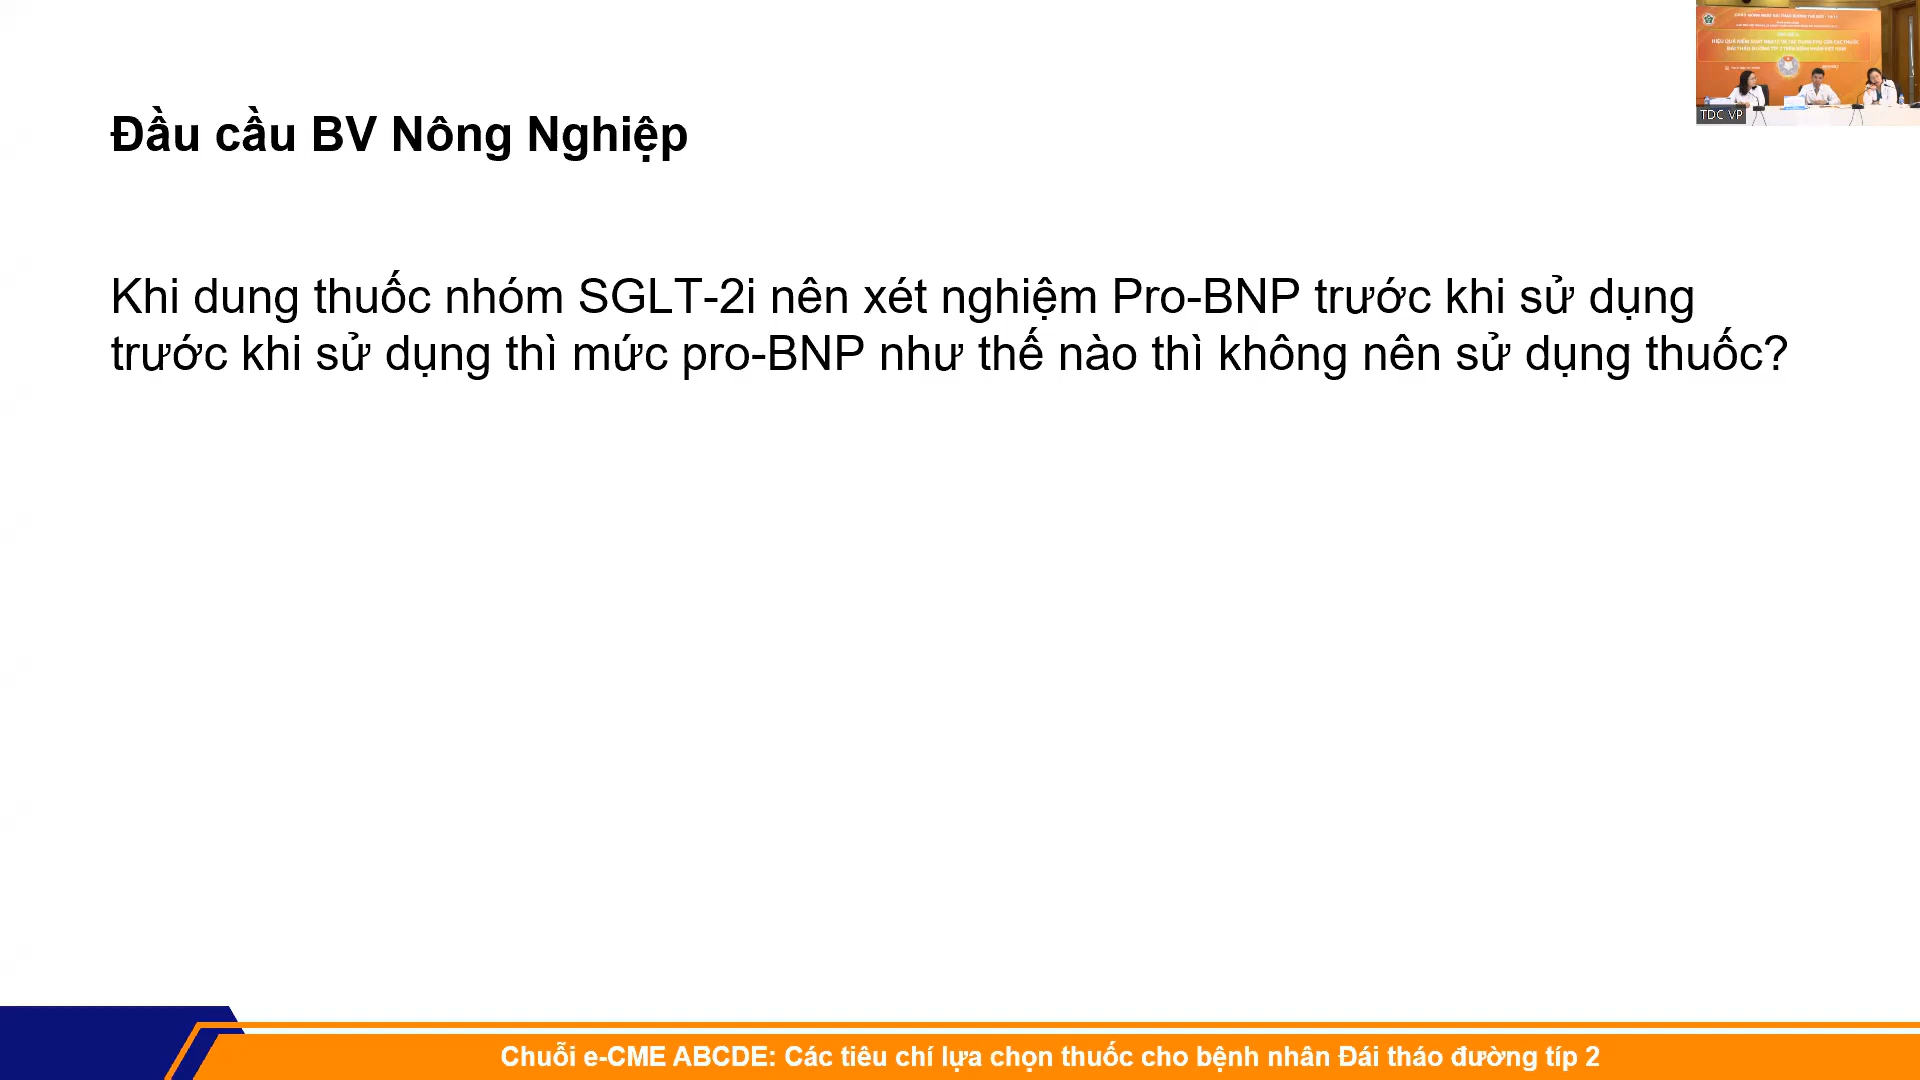 Đầu cầu BV Nông Nghiệp
Khi dung thuốc nhóm SGLT-2i nên xét nghiệm Pro-BNP trước khi sử dụng
trước khi sử dụng thì mức pro-BNP như thế nào thì không nên sử dụng thuốc?
TDC VP
Chuỗi e-CME ABCDE: Các tiêu chí lựa chọn thuốc cho bệnh nhân Đái tháo đường típ 2